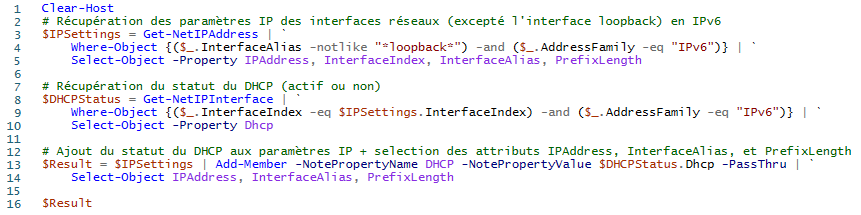 1 Clear-Host
2 # Récupération des paramètres IP des interfaces réseaux (excepté l'interface loopback) en IPv6
3 $IPSettings = Get-NetIPAddress | `
4 Where-Object {($_.InterfaceAlias -notlike "*loopback*") -and ($_.AddressFamily -eq "IPv6")} | `
5 Select-Object -Property IPAddress, InterfaceIndex, InterfaceAlias, PrefixLength
6
7 # Récupération du statut du DHCP (actif ou non)
8 $DHCPStatus = Get-NetIPInterface | `
9 Where-Object {($_.InterfaceIndex -eq $IPSettings.InterfaceIndex) -and ($_.AddressFamily -eq "IPv6")} | `
10 Select-Object -Property Dhcp
11
12 # Ajout du statut du DHCP aux paramètres IP + selection des attributs IPAddress, InterfaceAlias, et PrefixLength
13 $Result = $IPSettings | Add-Member -NotePropertyName DHCP -NotePropertyValue $DHCPStatus.Dhcp -PassThru | `
14 Select-Object IPAddress, InterfaceAlias, PrefixLength
15
16 $Result